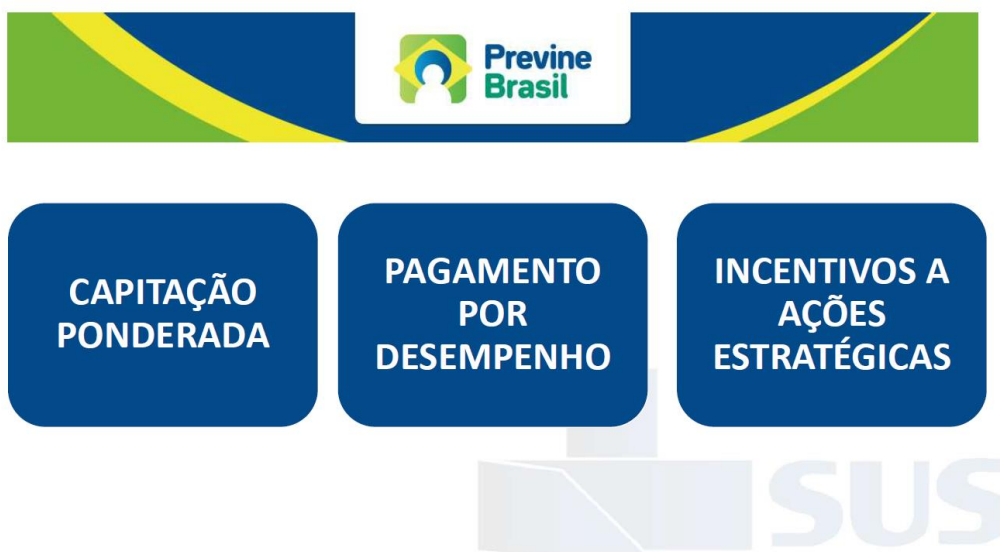 Previne
Brasil
CAPITAÇÃO
PONDERADA
PAGAMENTO
POR
DESEMPENHO
INCENTIVOS A
AÇÕES
ESTRATÉGICAS
SUS